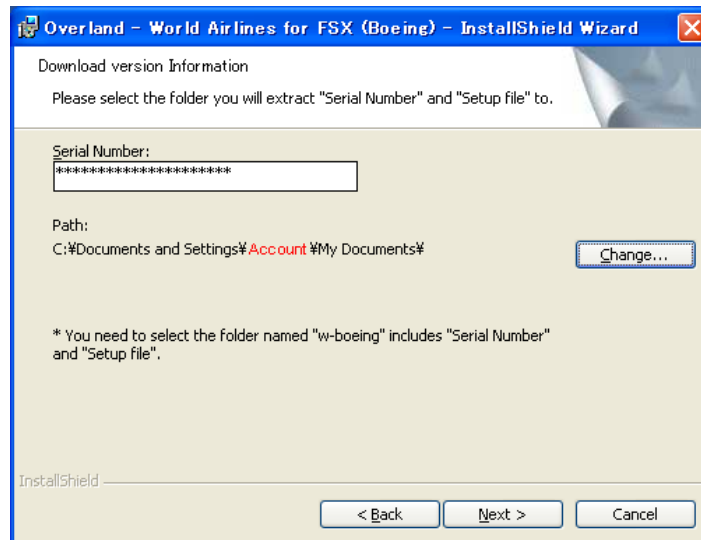 Overland - World Airlines for FSX (Boeing) - InstallShield Wizard
Download version Information
Please select the folder you will extract "Serial Number" and "Setup file" to.
Serial Number:
*********************
Path:
C:¥Documents and Settings¥Account ¥My Documents¥
Change...
* You need to select the folder named "w-boeing" includes "Serial Number"
and "Setup file".
InstallShield
< Back
Next >
Cancel